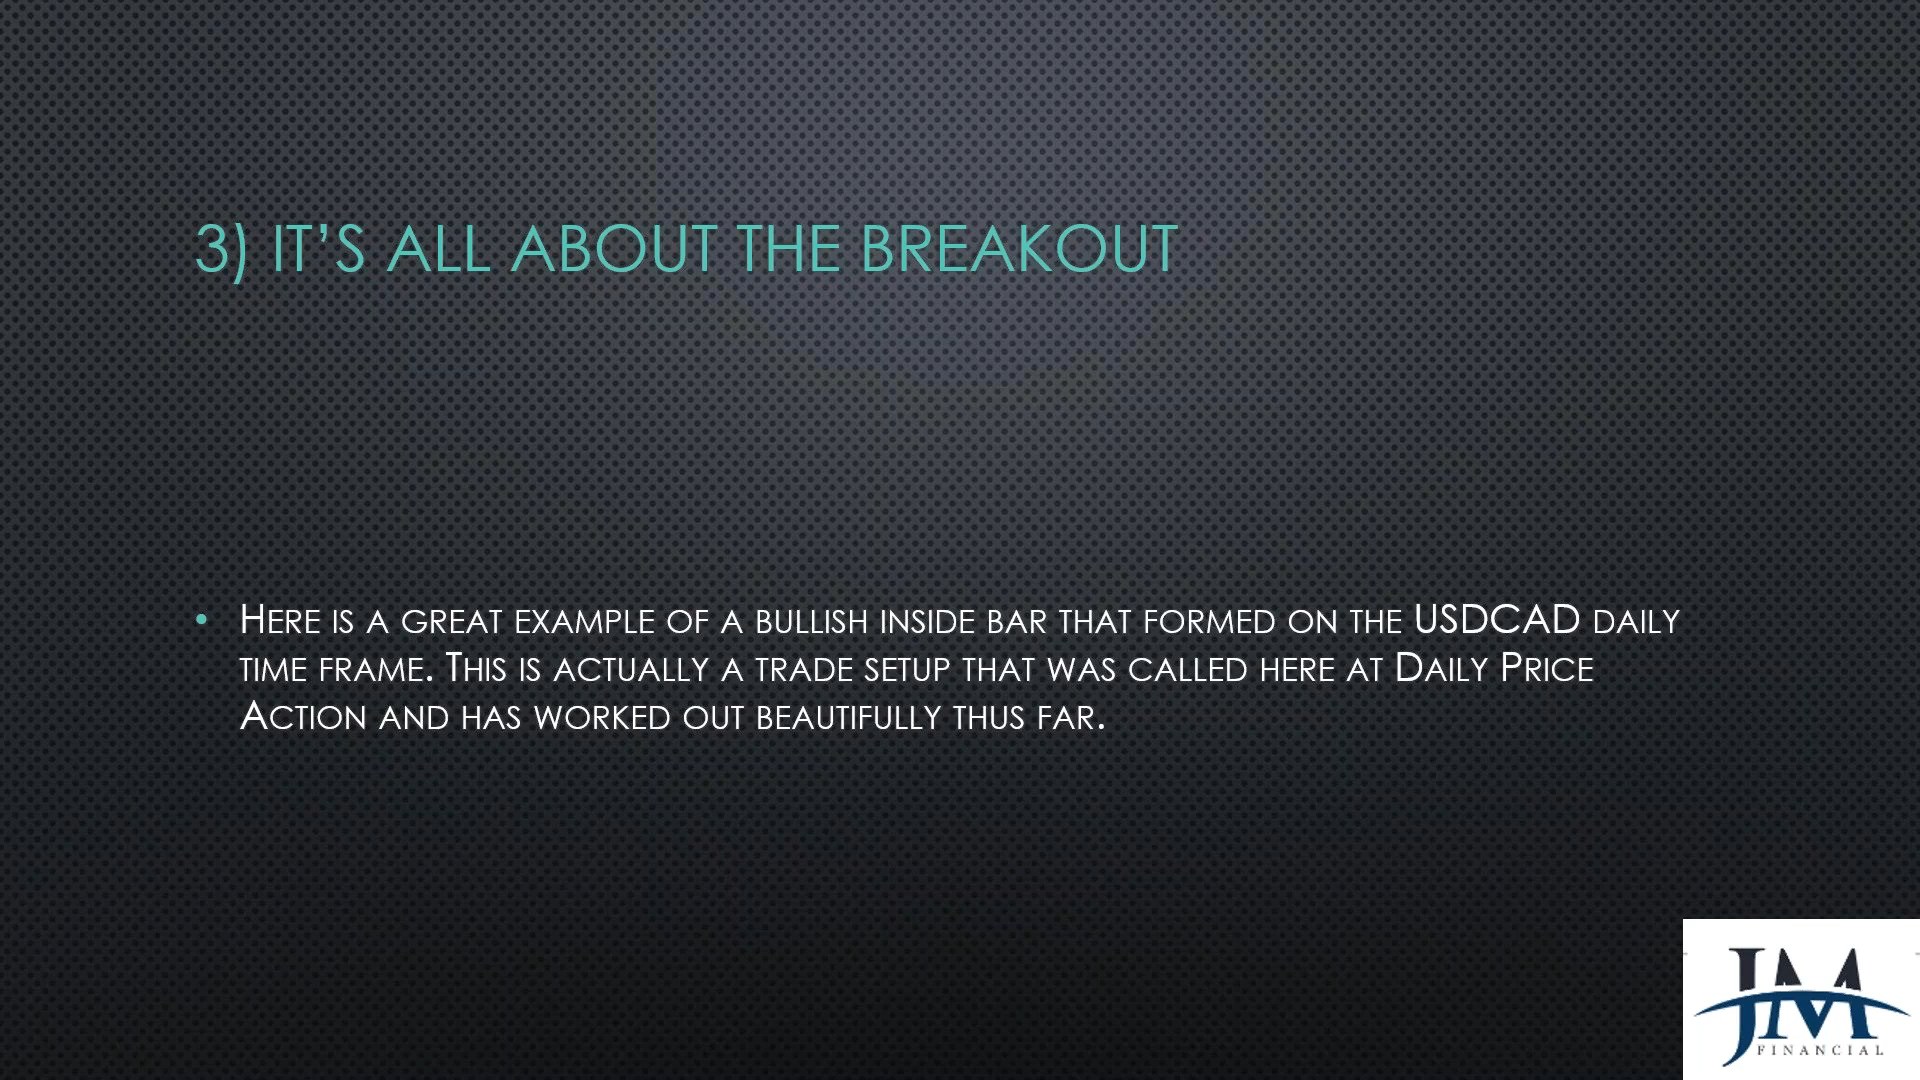 3) IT’S ALL ABOUT THE BREAKOUT
• HERE IS A GREAT EXAMPLE OF A BULLISH INSIDE BAR THAT FORMED ON THE USDCAD DAILY
TIME FRAME. THIS IS ACTUALLY A TRADE SETUP THAT WAS CALLED HERE AT DAILY PRICE
ACTION AND HAS WORKED OUT BEAUTIFULLY THUS FAR.
JM
FINANCIAL